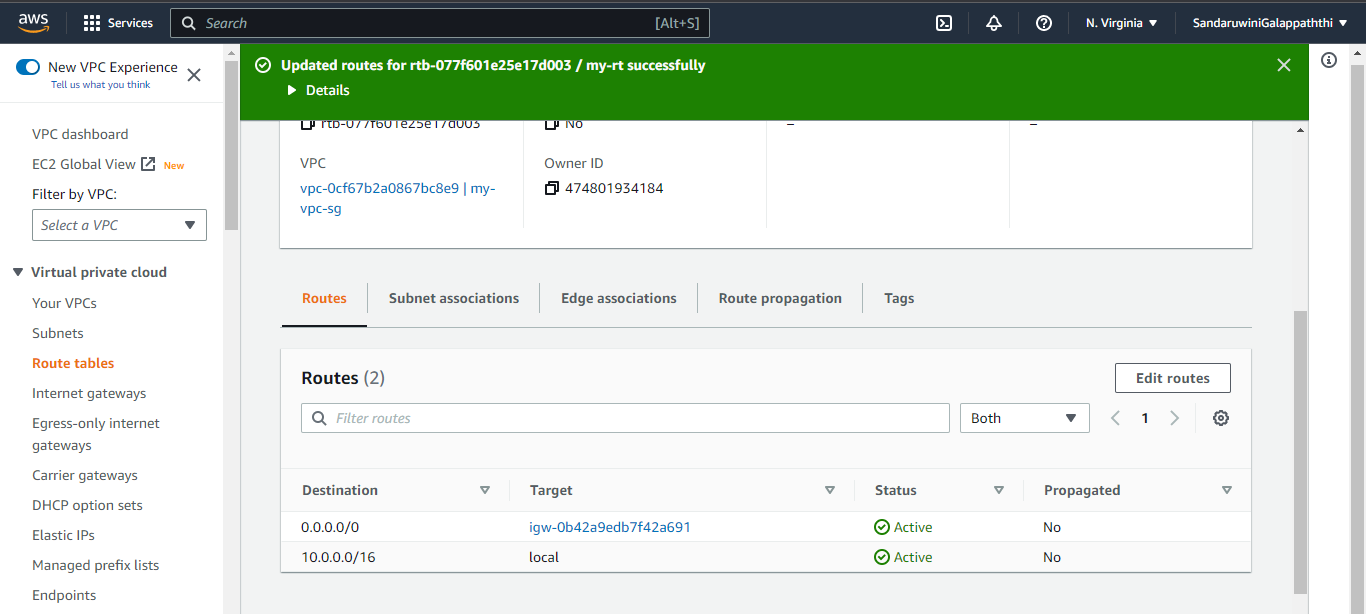 aws
Services
Search
[Alt+S]
N. Virginia
SandaruwiniGalappaththi
New VPC Experience
Tell us what you think
VPC dashboard
EC2 Global View New
Filter by VPC:
Select a VPC
Virtual private cloud
Your VPCs
Subnets
Route tables
Internet gateways
Egress-only internet
gateways
Carrier gateways
DHCP option sets
Elastic IPs
Managed prefix lists
Endpoints
Updated routes for rtb-077f601e25e17d003 / my-rt successfully
Details
rtb-077f601e25e17d003
No
–
–
VPC
vpc-0cf67b2a0867bc8e9 | my-
vpc-sg
Owner ID
474801934184
Routes
Subnet associations
Edge associations
Route propagation
Tags
Routes (2)
Edit routes
Filter routes
Both
1
Destination Target Status Propagated
0.0.0.0/0 igw-0b42a9edb7f42a691 Active No
10.0.0.0/16 local Active No